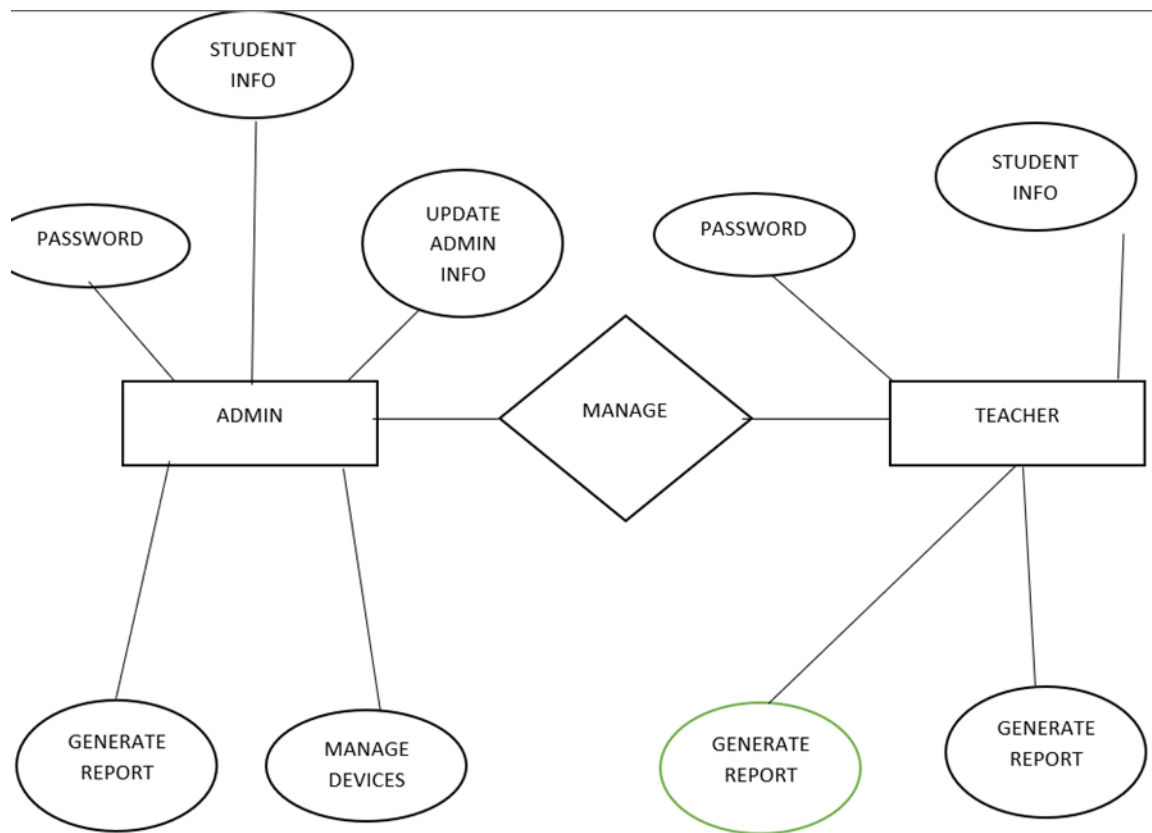 STUDENT
INFO
PASSWORD
UPDATE
ADMIN
INFO
PASSWORD
STUDENT
INFO
ADMIN
MANAGE
TEACHER
GENERATE
REPORT
MANAGE
DEVICES
GENERATE
REPORT
GENERATE
REPORT